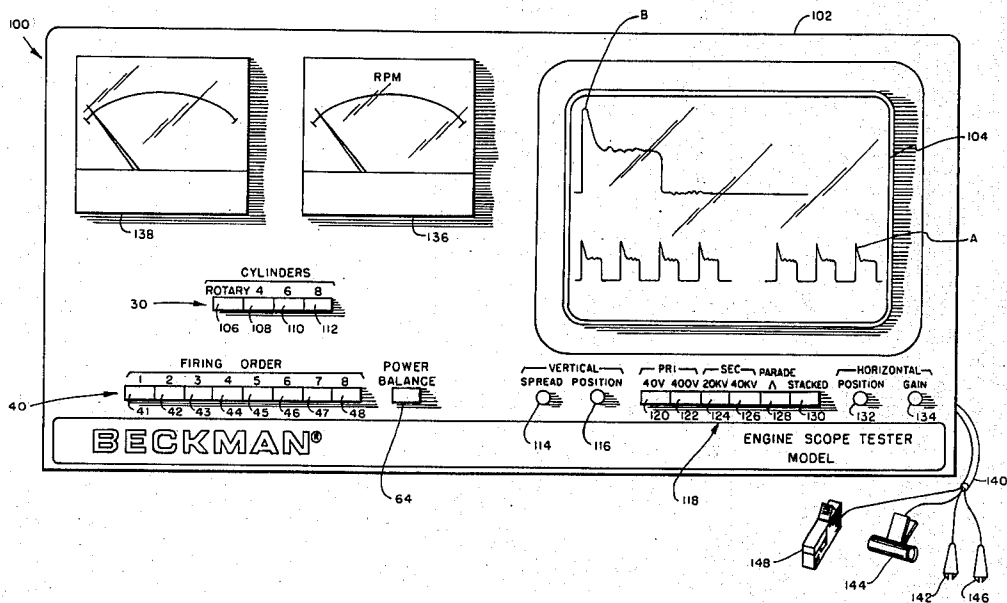 100
102
B
RPM
104
138
136
A
CYLINDERS
ROTARY 4 6 8
30
106 108 110 112
FIRING ORDER
1 2 3 4 5 6 7 8
40
41 42 43 44 45 46 47 48
POWER
BALANCE
64
VERTICAL
SPREAD POSITION
114 116
PRI SEC PARADE
40V 400V 20KV 40KV Λ STACKED
120 122 124 126 128 130
118
HORIZONTAL
POSITION GAIN
132 134
BECKMAN®
ENGINE SCOPE TESTER
MODEL
140
148
144
142
146